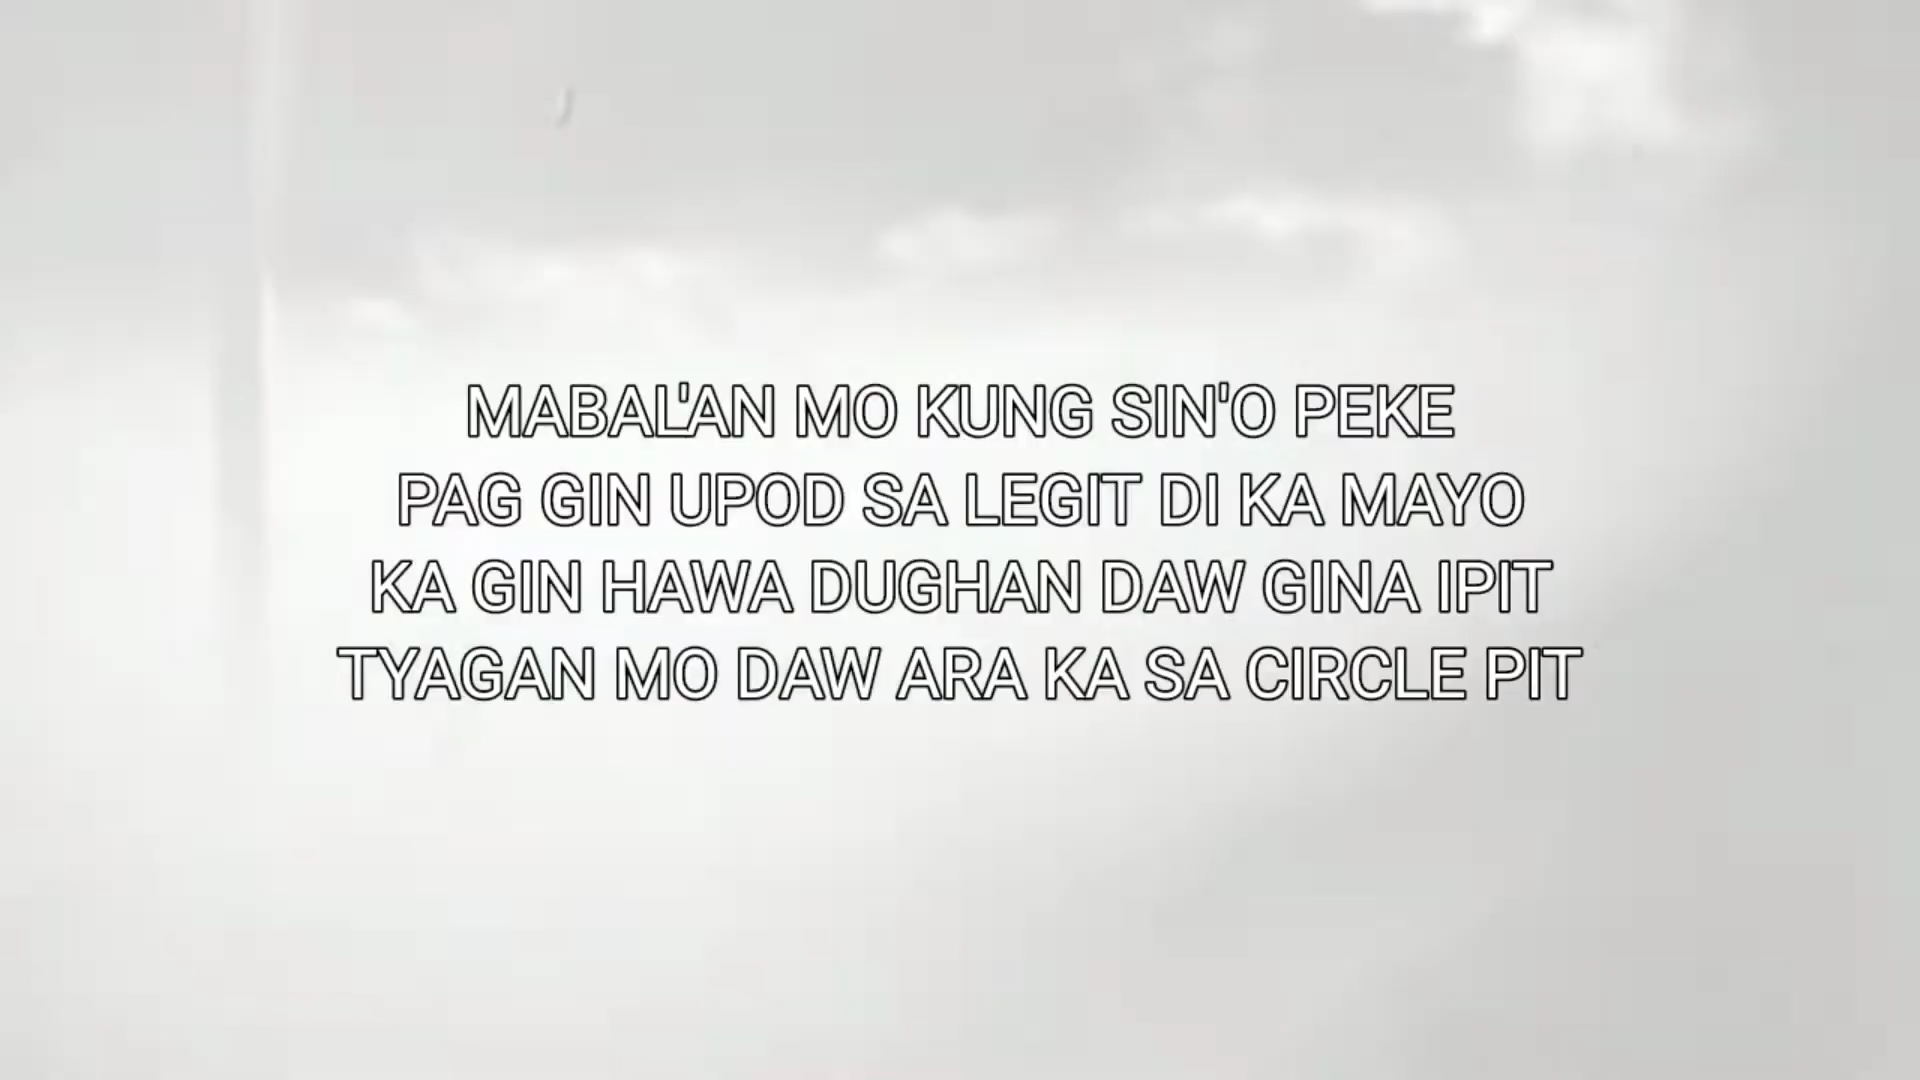 MABAL'AN MO KUNG SIN'O PEKE
PAG GIN UPOD SA LEGIT DI KA MAYO
KA GIN HAWA DUGHAN DAW GINA IPIT
TYAGAN MO DAW ARA KA SA CIRCLE PIT